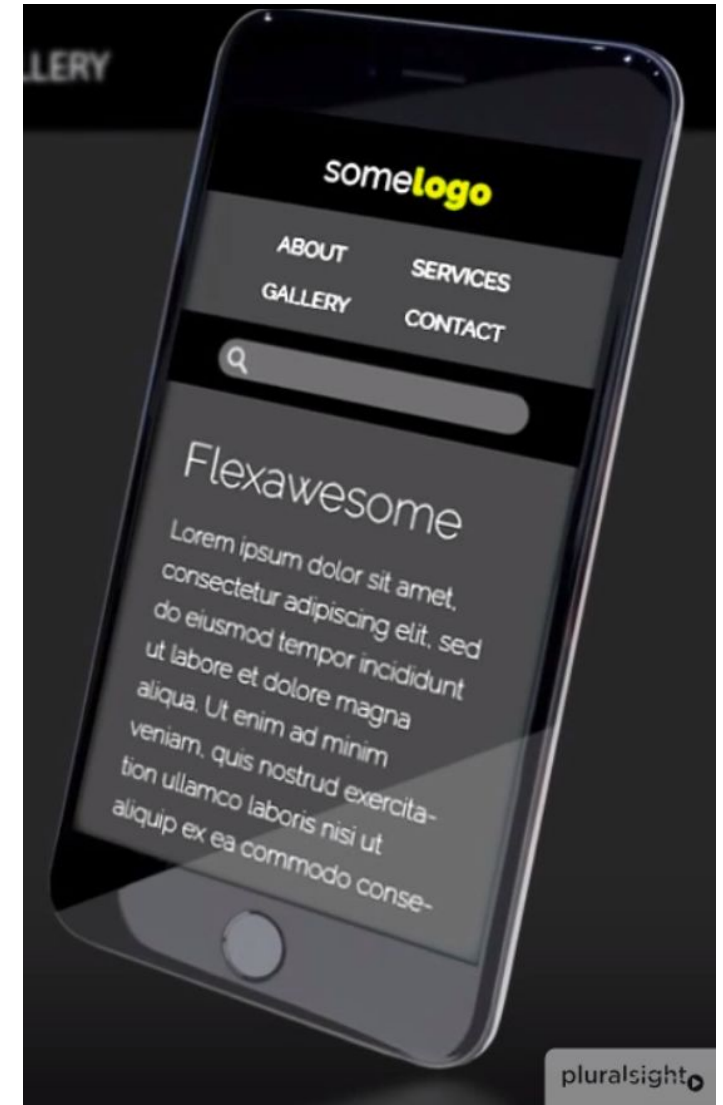 LLERY
somelogo
ABOUT SERVICES
GALLERY CONTACT
Flexawesome
Lorem ipsum dolor sit amet,
consectetur adipiscing elit, sed
do eiusmod tempor incididunt
ut labore et dolore magna
aliqua. Ut enim ad minim
veniam, quis nostrud exercita-
tion ullamco laboris nisi ut
aliquip ex ea commodo conse-
pluralsight